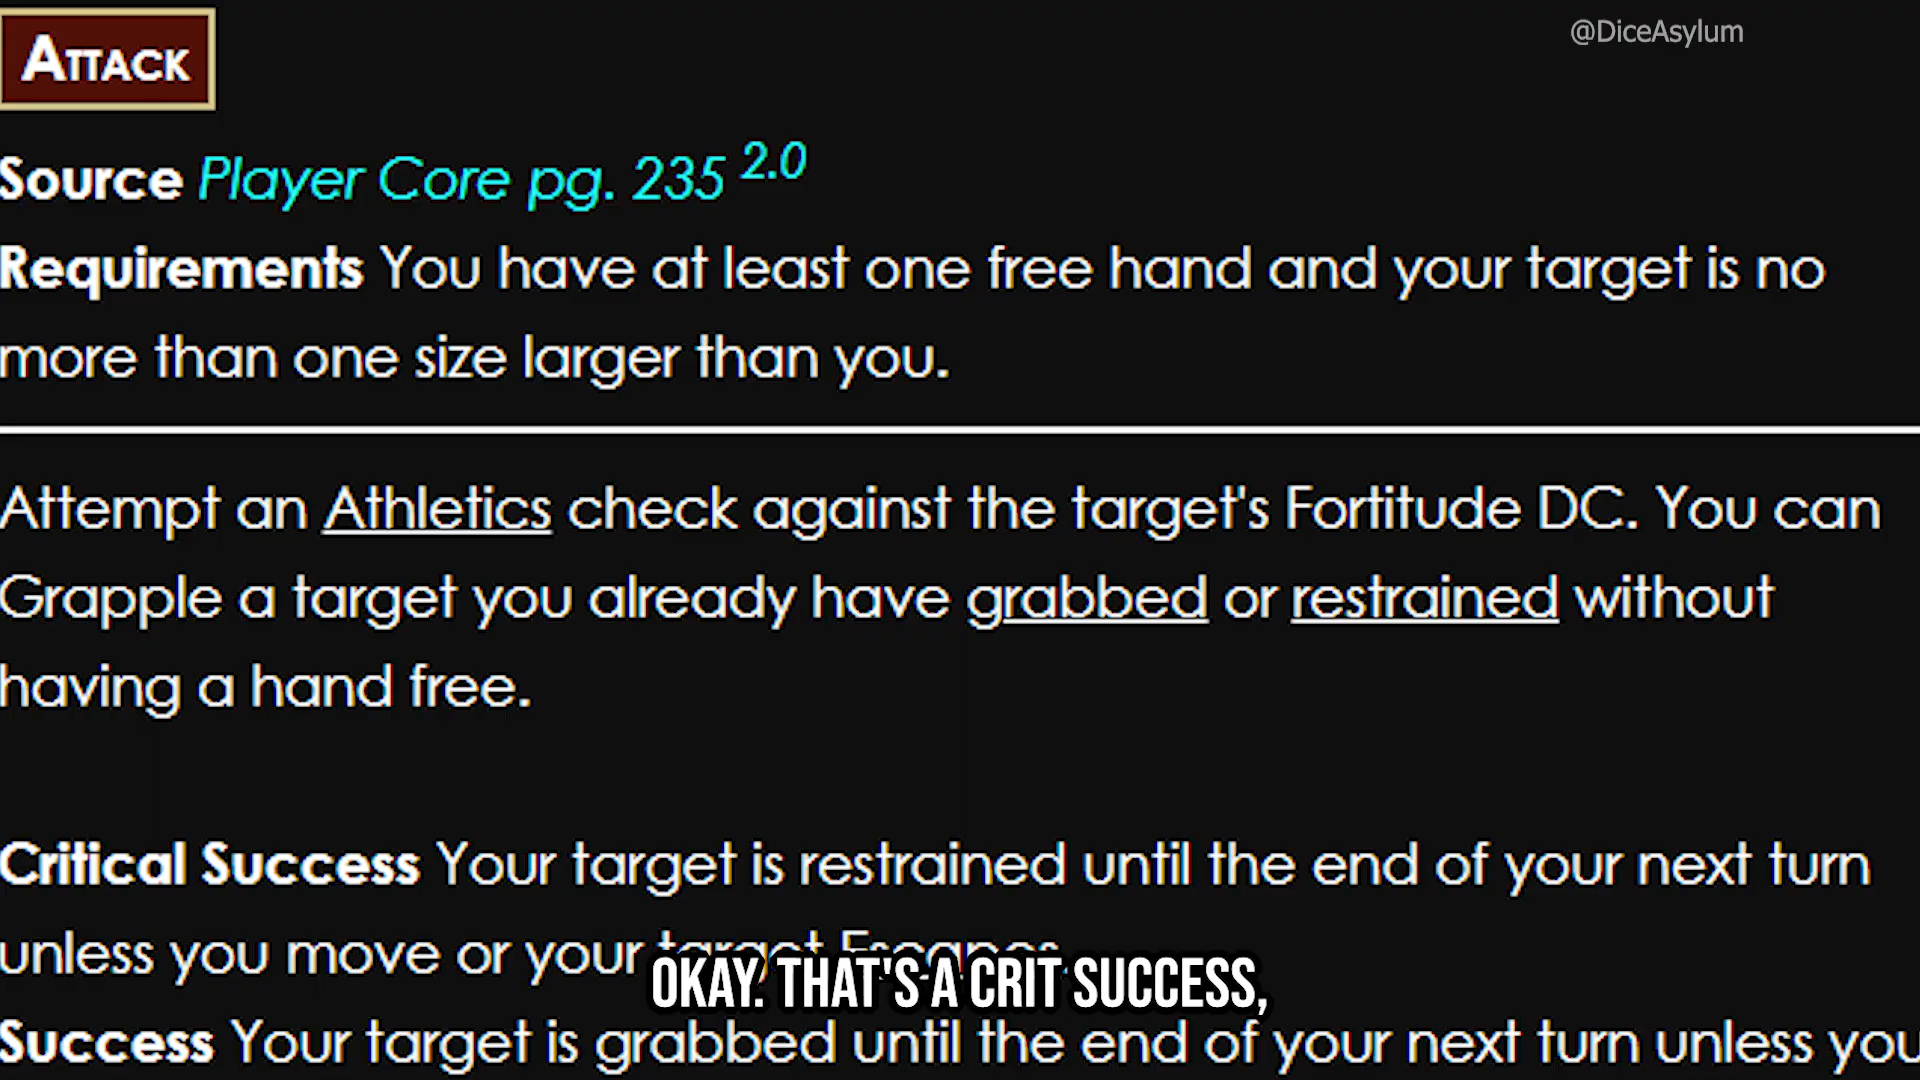 @DiceAsylum
ATTACK
Source Player Core pg. 235 2.0
Requirements You have at least one free hand and your target is no
more than one size larger than you.
Attempt an Athletics check against the target's Fortitude DC. You can
Grapple a target you already have grabbed or restrained without
having a hand free.
Critical Success Your target is restrained until the end of your next turn
unless you move or your target Escapes.
OKAY. THAT'S A CRIT SUCCESS,
Success Your target is grabbed until the end of your next turn unless you